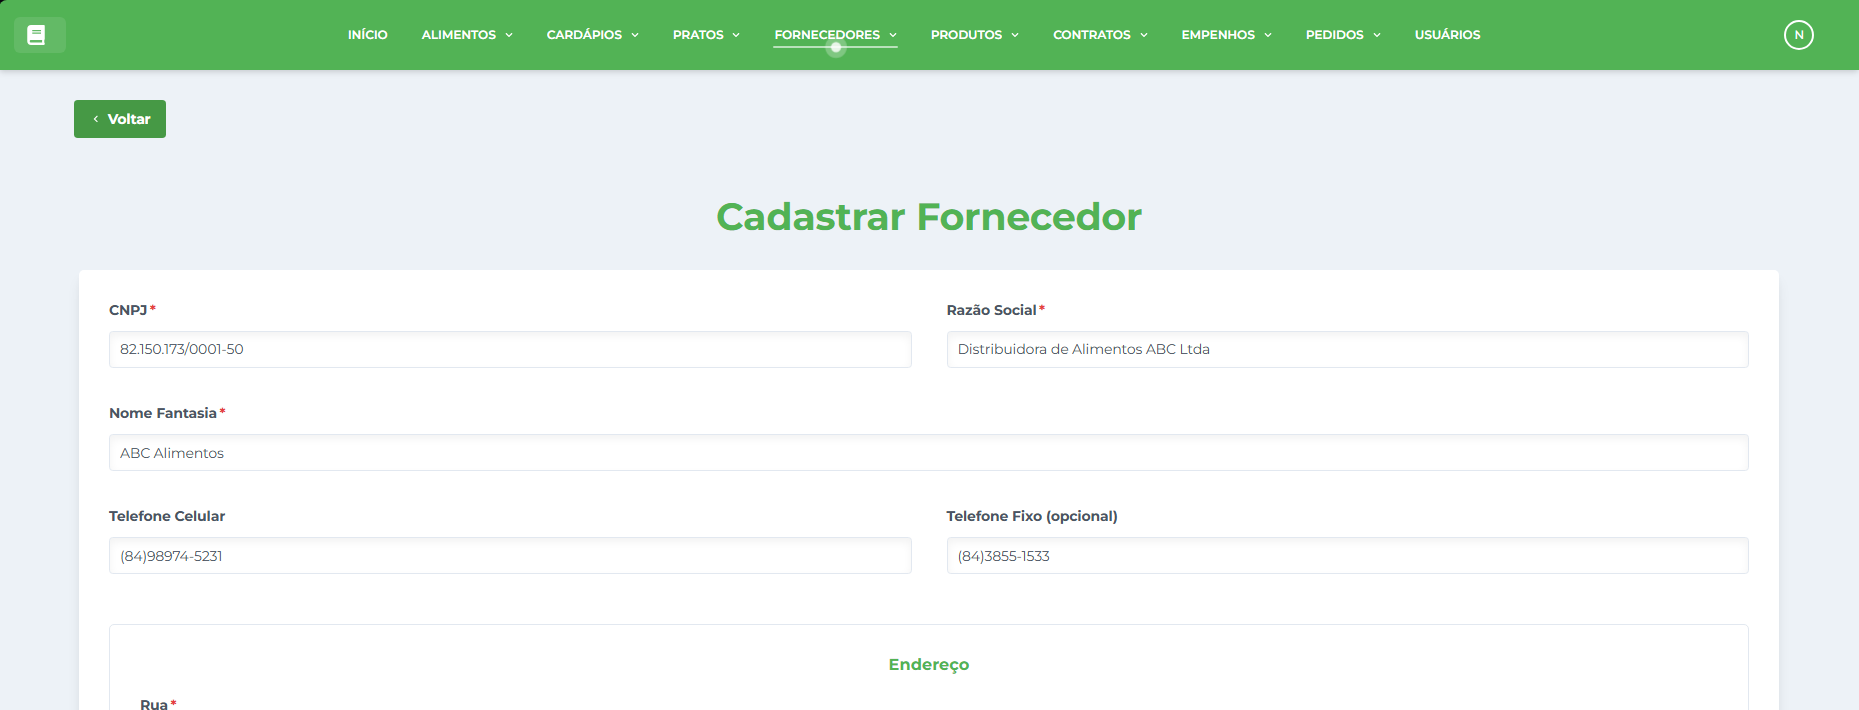 INÍCIO ALIMENTOS CARDÁPIOS PRATOS FORNECEDORES PRODUTOS CONTRATOS EMPENHOS PEDIDOS USUÁRIOS N
Voltar
Cadastrar Fornecedor
CNPJ* Razão Social*
82.150.173/0001-50 Distribuidora de Alimentos ABC Ltda
Nome Fantasia*
ABC Alimentos
Telefone Celular Telefone Fixo (opcional)
(84)98974-5231 (84)3855-1533
Endereço
Rua*